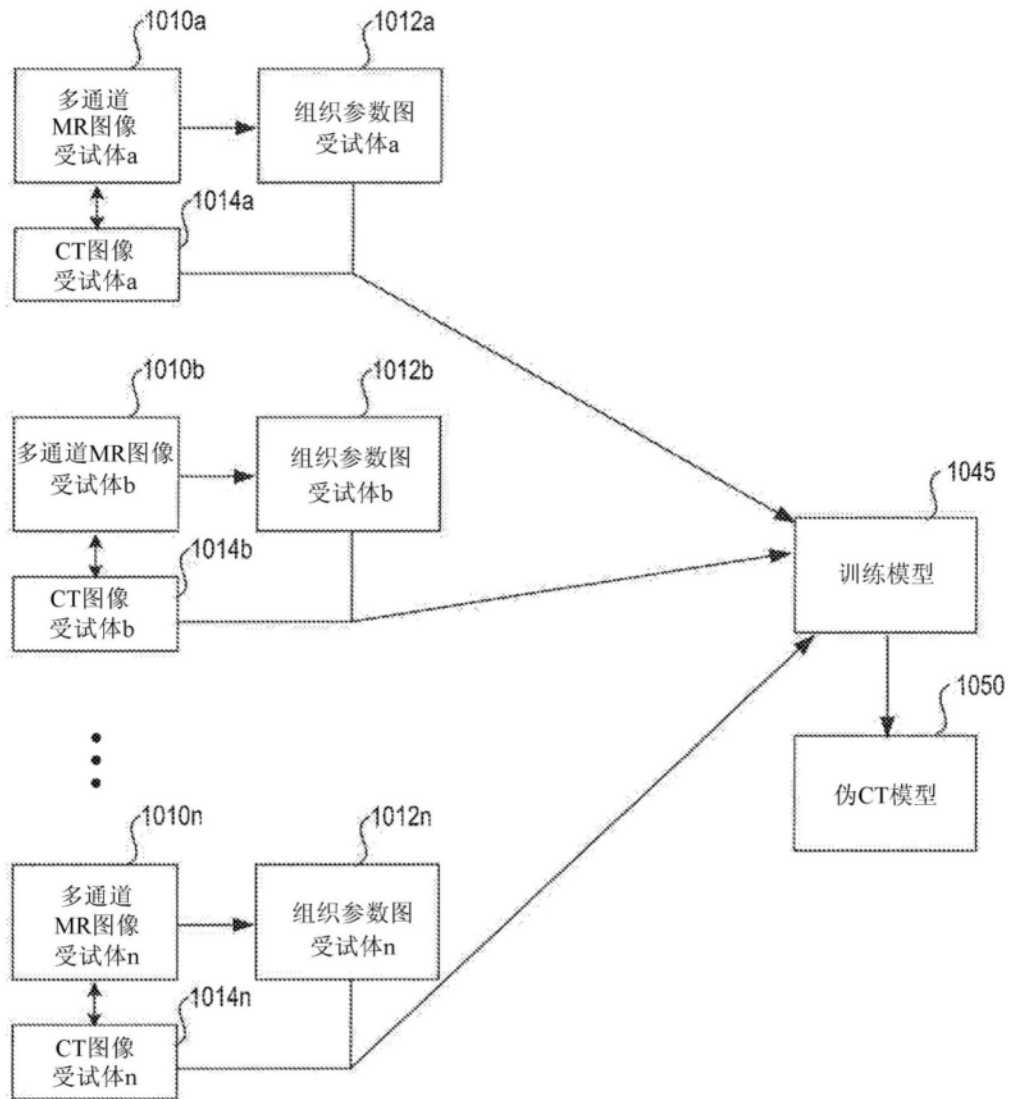 1010a
1012a
多通道
MR图像
受试体a
组织参数图
受试体a
1014a
CT图像
受试体a
1010b
1012b
多通道MR图像
受试体b
组织参数图
受试体b
1045
训练模型
1014b
CT图像
受试体b
1050
伪CT模型
1010n
1012n
多通道
MR图像
受试体n
组织参数图
受试体n
1014n
CT图像
受试体n